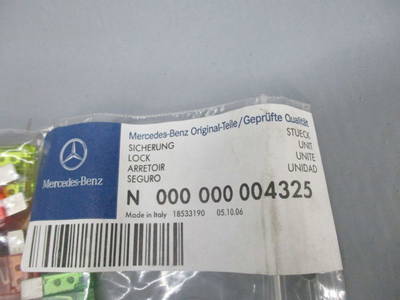 Mercedes-Benz
Mercedes-Benz Original-Teile/Geprüfte Qualität
SICHERUNG
LOCK
ARRETOIR
SEGURO
STUECK
UNIT
UNITE
UNIDAD
N 000 000 004325
Made in Italy 18533190 05.10.06